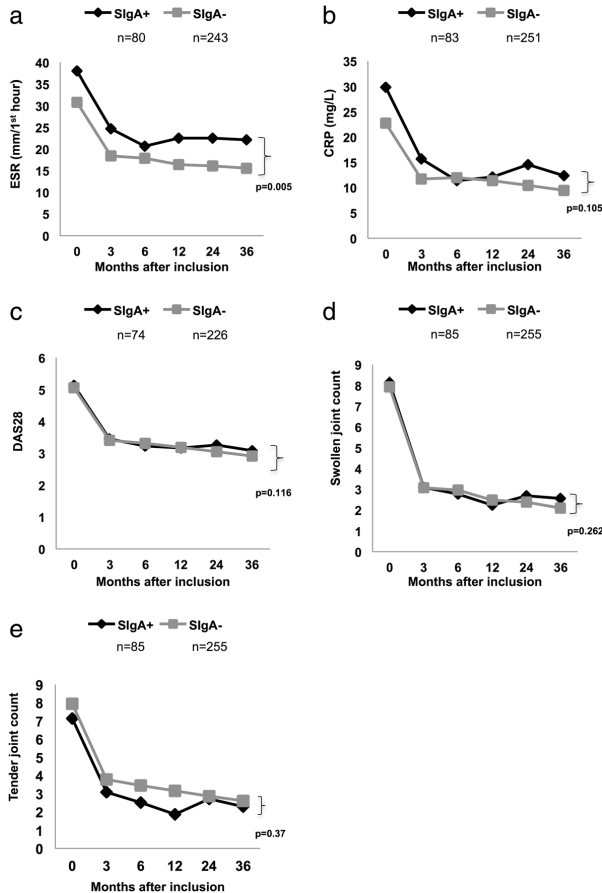 a
SIgA+ SIgA-
n=80 n=243
ESR (mm/1st hour)
40
35
30
25
20
15
10
5
0
0 3 6 12 24 36
Months after inclusion
p=0.005
b
SIgA+ SIgA-
n=83 n=251
CRP (mg/L)
35
30
25
20
15
10
5
0
0 3 6 12 24 36
Months after inclusion
p=0.105
c
SIgA+ SIgA-
n=74 n=226
DAS28
6
5
4
3
2
1
0
0 3 6 12 24 36
Months after inclusion
p=0.116
d
SIgA+ SIgA-
n=85 n=255
Swollen joint count
9
8
7
6
5
4
3
2
1
0
0 3 6 12 24 36
Months after inclusion
p=0.262
e
SIgA+ SIgA-
n=85 n=255
Tender joint count
9
8
7
6
5
4
3
2
1
0
0 3 6 12 24 36
Months after inclusion
p=0.37